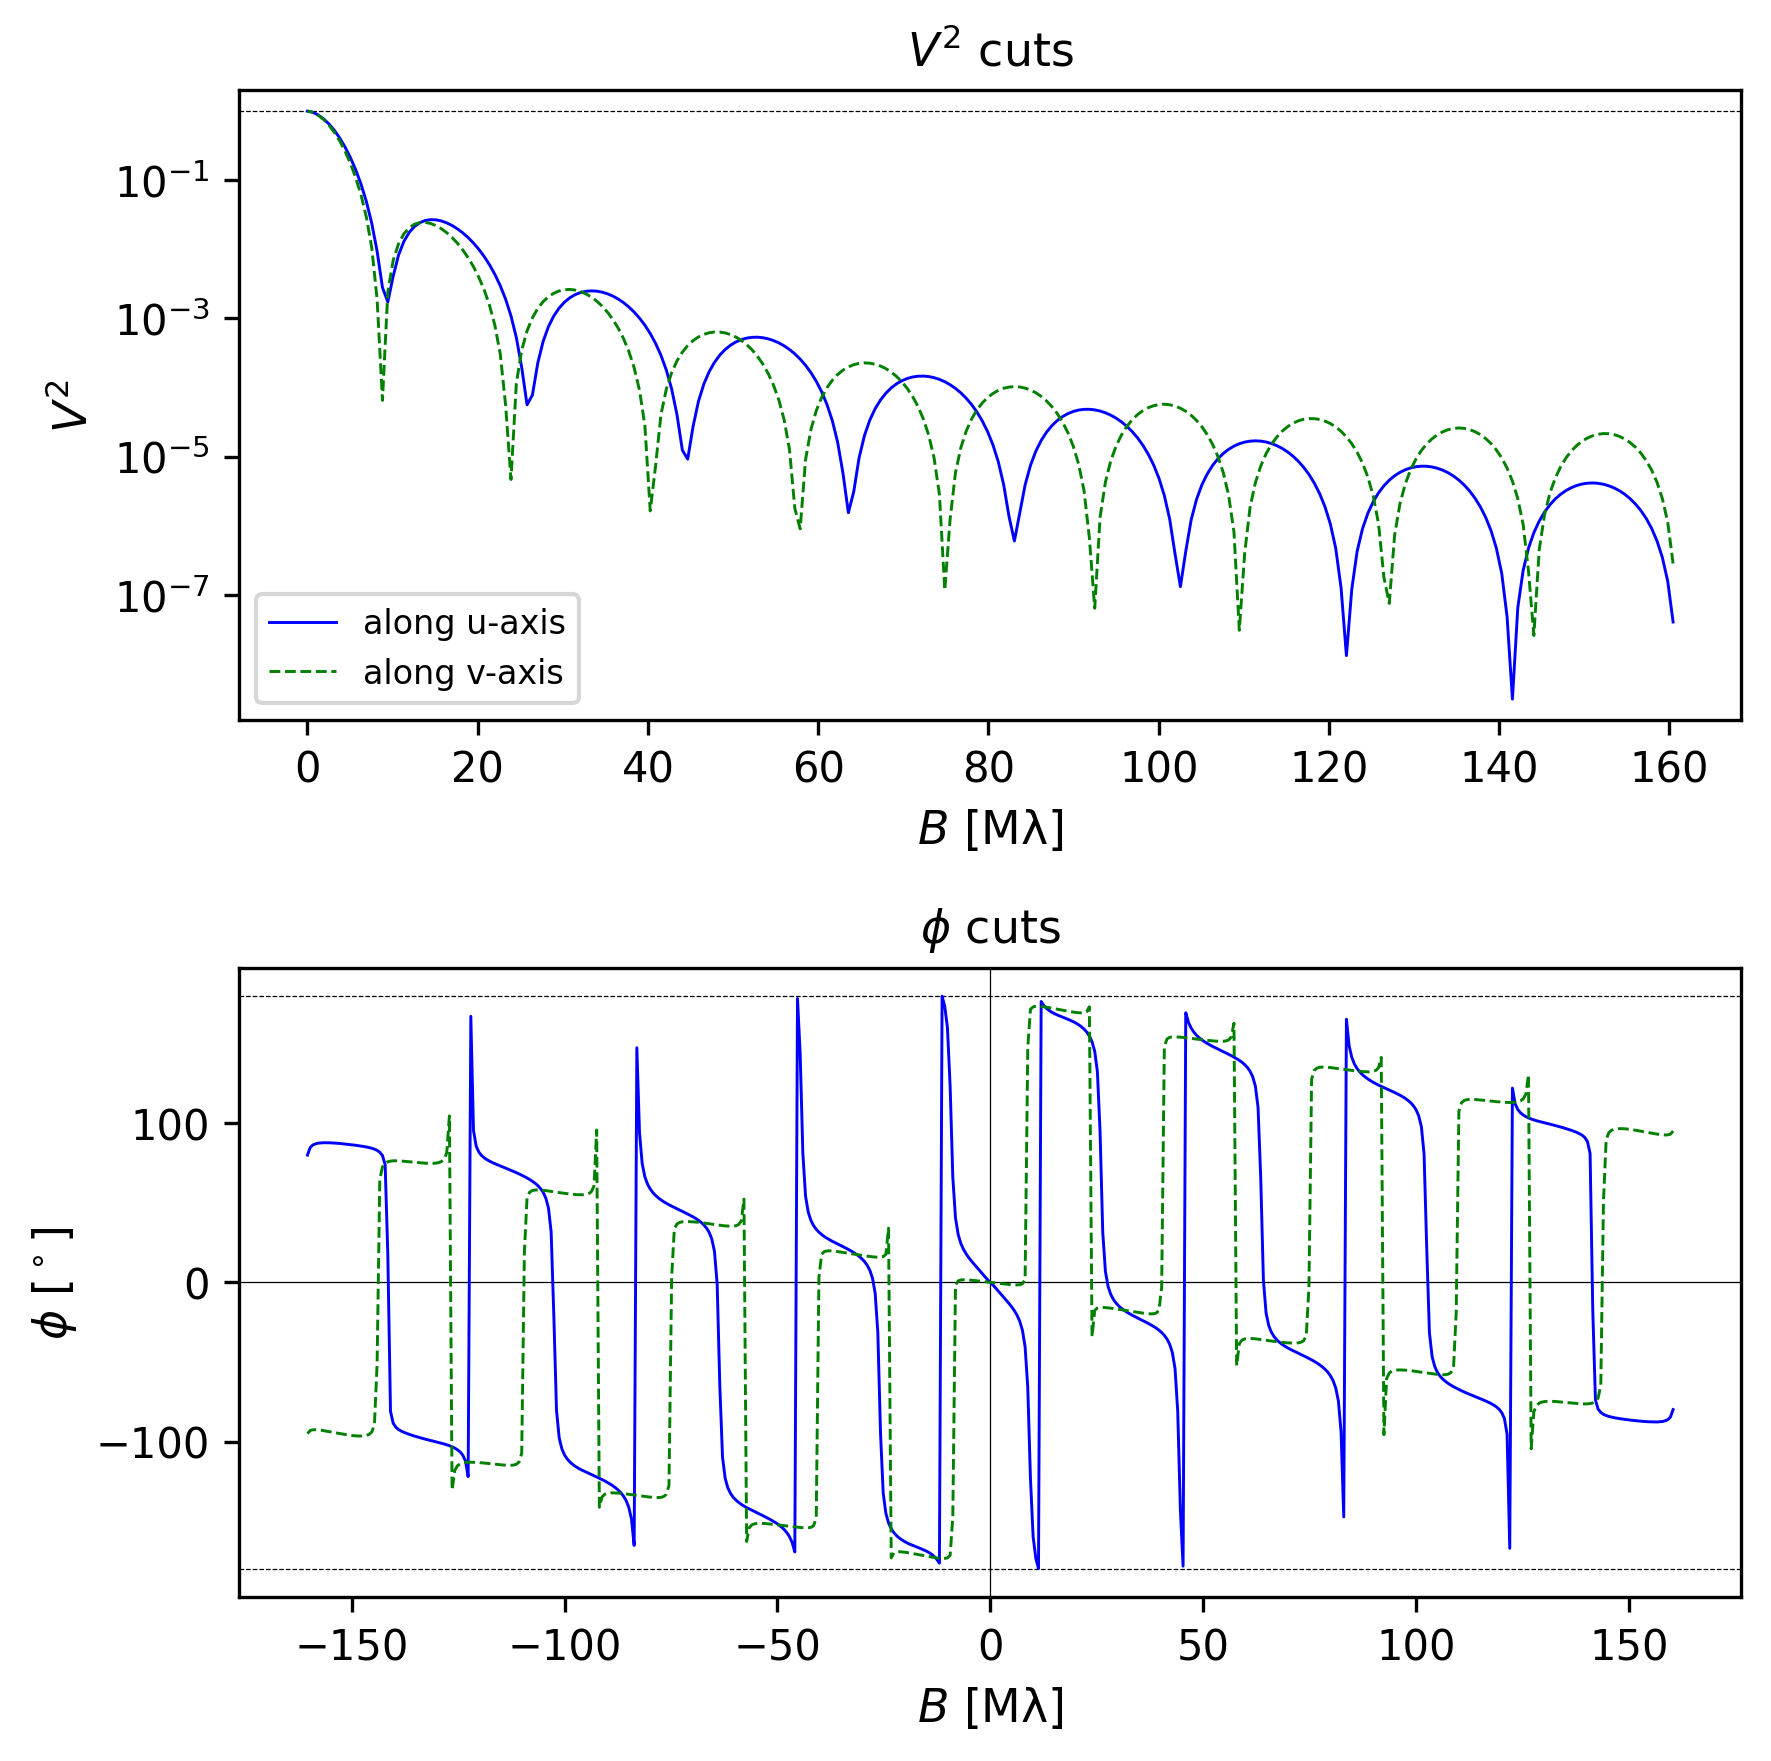 V² cuts
10⁻¹
10⁻³
10⁻⁵
10⁻⁷
V²
along u-axis
along v-axis
0 20 40 60 80 100 120 140 160
B [Mλ]
ϕ cuts
100
0
−100
ϕ [°]
−150 −100 −50 0 50 100 150
B [Mλ]